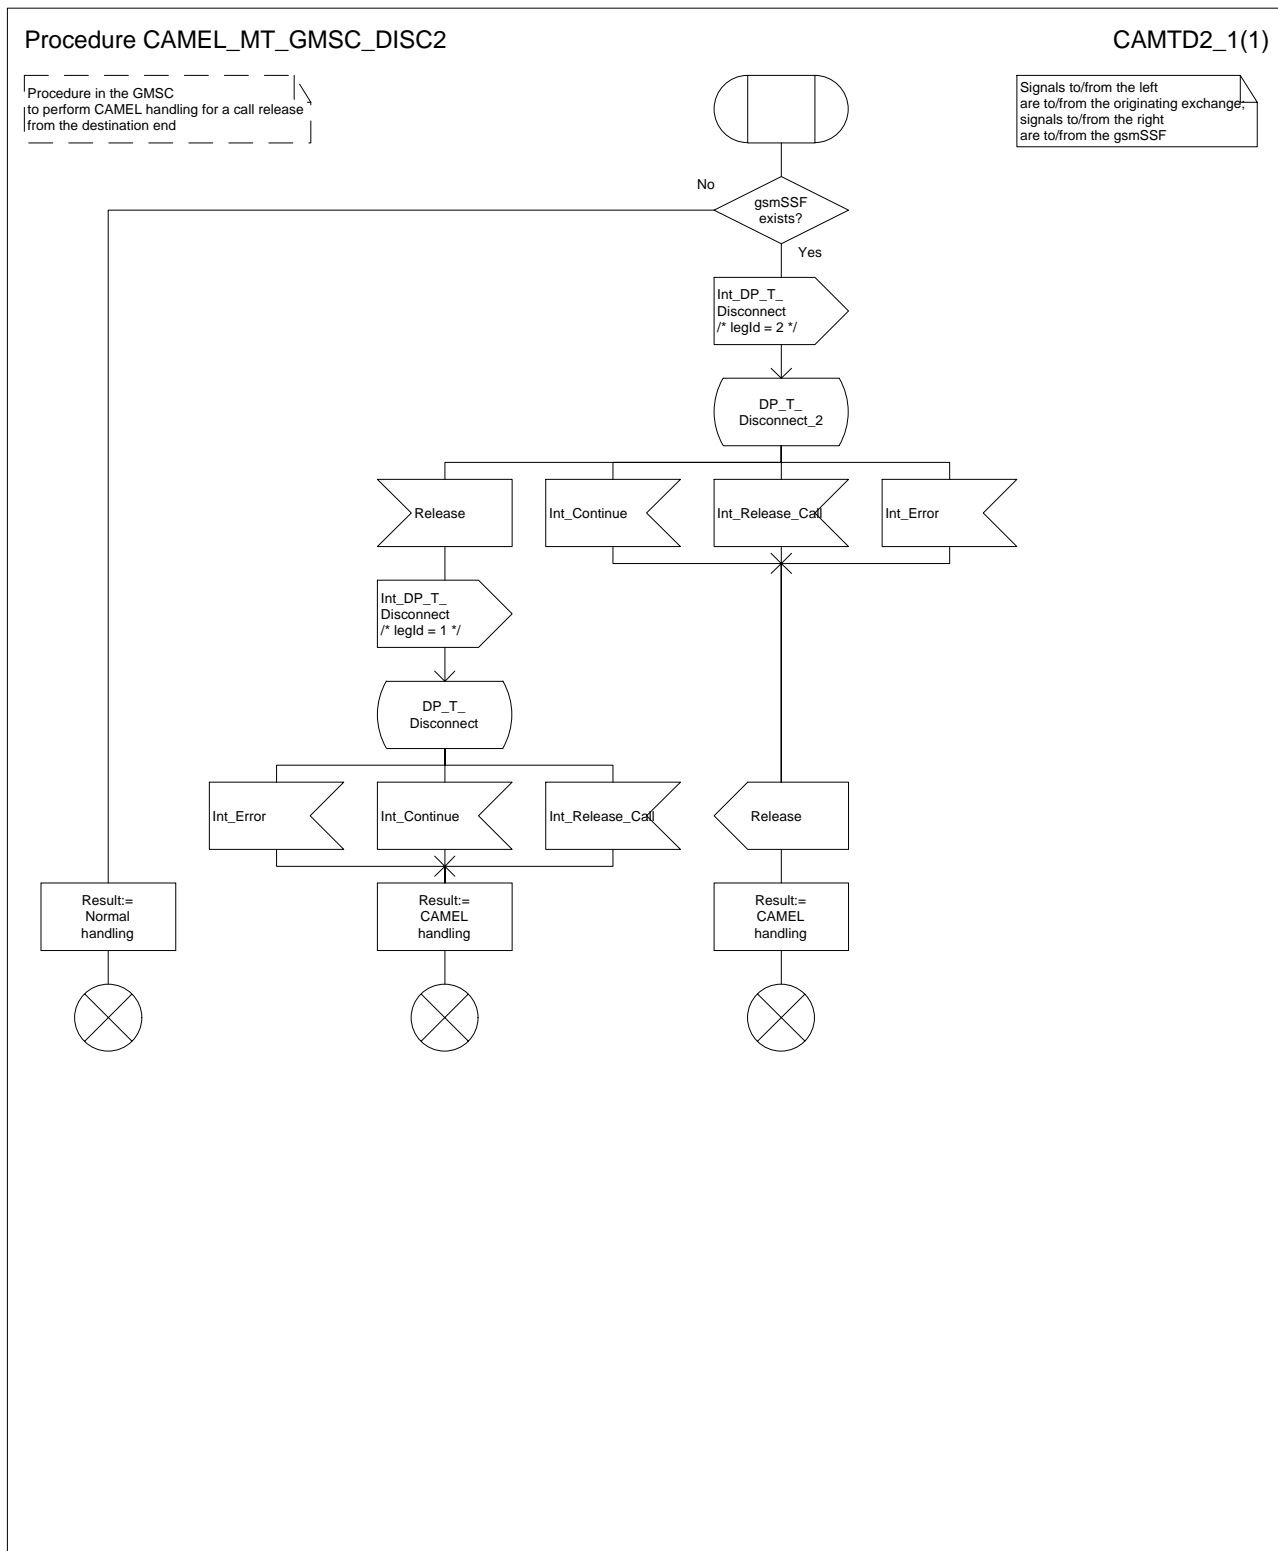 Procedure CAMEL_MT_GMSC_DISC2
CAMTD2_1(1)
Procedure in the GMSC
to perform CAMEL handling for a call release
from the destination end
Signals to/from the left
are to/from the originating exchange;
signals to/from the right
are to/from the gsmSSF
No
gsmSSF
exists?
Yes
Int_DP_T_
Disconnect
/* legId = 2 */
DP_T_
Disconnect_2
Release
Int_Continue
Int_Release_Call
Int_Error
Int_DP_T_
Disconnect
/* legId = 1 */
DP_T_
Disconnect
Int_Error
Int_Continue
Int_Release_Call
Release
Result:=
Normal
handling
Result:=
CAMEL
handling
Result:=
CAMEL
handling